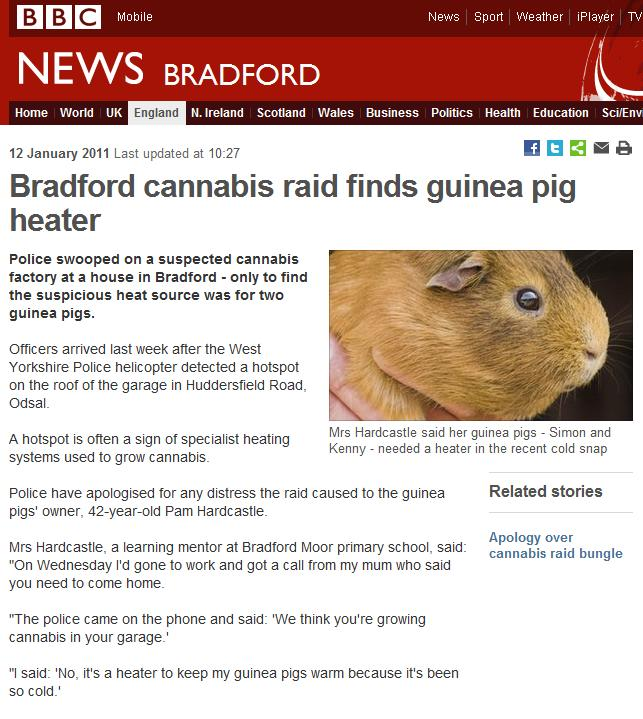 BBC Mobile News Sport Weather iPlayer TV
NEWS BRADFORD
Home World UK England N. Ireland Scotland Wales Business Politics Health Education Sci/Env
12 January 2011 Last updated at 10:27
Bradford cannabis raid finds guinea pig
heater
Police swooped on a suspected cannabis
factory at a house in Bradford - only to find
the suspicious heat source was for two
guinea pigs.
Officers arrived last week after the West
Yorkshire Police helicopter detected a hotspot
on the roof of the garage in Huddersfield Road,
Odsal.
A hotspot is often a sign of specialist heating
systems used to grow cannabis.
Mrs Hardcastle said her guinea pigs - Simon and
Kenny - needed a heater in the recent cold snap
Police have apologised for any distress the raid caused to the guinea
pigs' owner, 42-year-old Pam Hardcastle.
Mrs Hardcastle, a learning mentor at Bradford Moor primary school, said:
"On Wednesday I'd gone to work and got a call from my mum who said
you need to come home.
"The police came on the phone and said: 'We think you're growing
cannabis in your garage.'
"I said: 'No, it's a heater to keep my guinea pigs warm because it's been
so cold.'
Related stories
Apology over
cannabis raid bungle